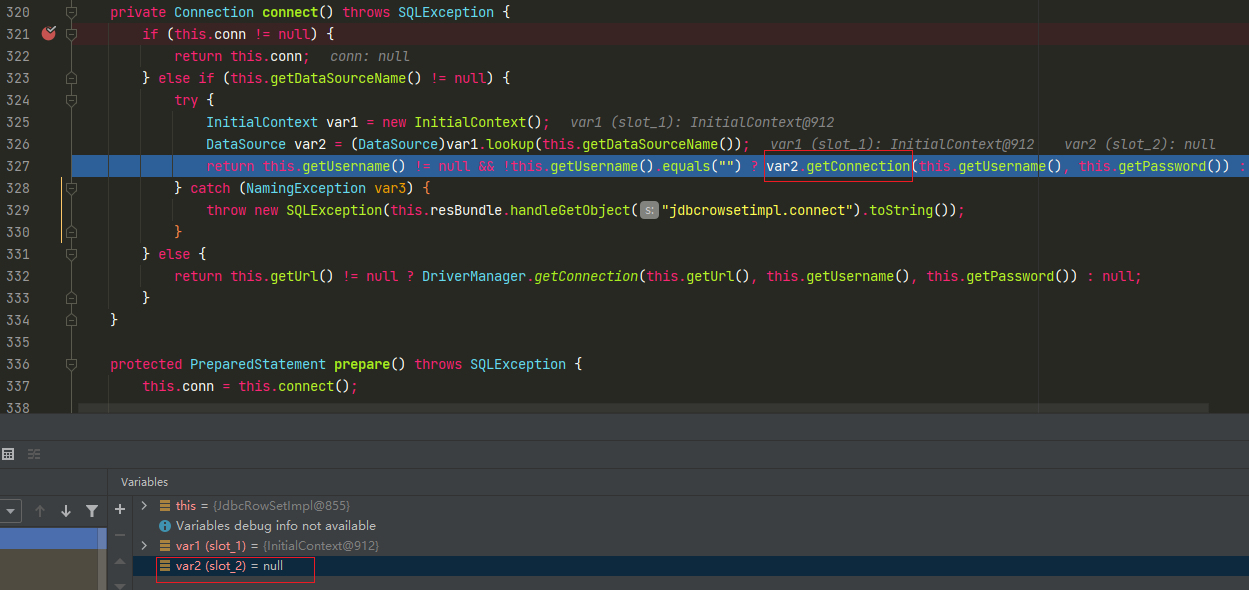 320 private Connection connect() throws SQLException {
321 if (this.conn != null) {
322 return this.conn; conn: null
323 } else if (this.getDataSourceName() != null) {
324 try {
325 InitialContext var1 = new InitialContext(); var1 (slot_1): InitialContext@912
326 DataSource var2 = (DataSource)var1.lookup(this.getDataSourceName()); var1 (slot_1): InitialContext@912 var2 (slot_2): null
327 return this.getUsername() != null && !this.getUsername().equals("") ? var2.getConnection(this.getUsername(), this.getPassword()) :
328 } catch (NamingException var3) {
329 throw new SQLException(this.resBundle.handleGetObject( s: "jdbcrowsetimpl.connect").toString());
330 }
331 } else {
332 return this.getUrl() != null ? DriverManager.getConnection(this.getUrl(), this.getUsername(), this.getPassword()) : null;
333 }
334 }
335
336 protected PreparedStatement prepare() throws SQLException {
337 this.conn = this.connect();
338
Variables
this = {JdbcRowSetImpl@855}
Variables debug info not available
var1 (slot_1) = {InitialContext@912}
var2 (slot_2) = null